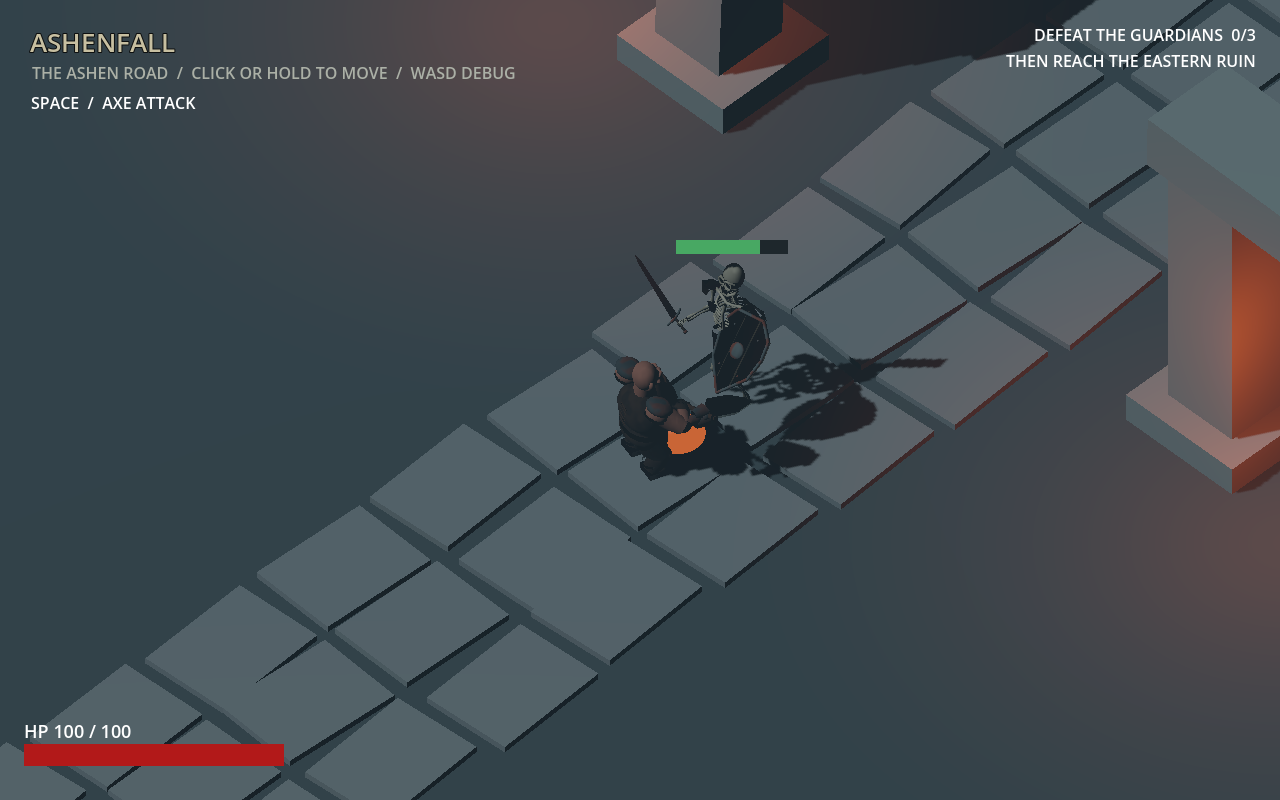 ASHENFALL
THE ASHEN ROAD / CLICK OR HOLD TO MOVE / WASD DEBUG
SPACE / AXE ATTACK
DEFEAT THE GUARDIANS 0/3
THEN REACH THE EASTERN RUIN
HP 100 / 100